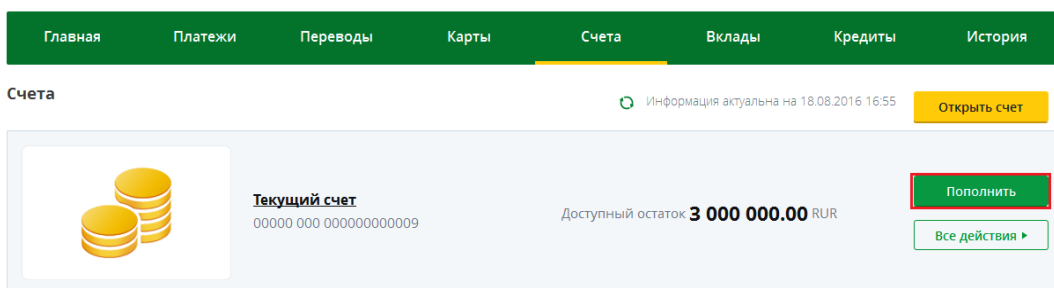 Главная Платежи Переводы Карты Счета Вклады Кредиты История
Счета
Информация актуальна на 18.08.2016 16:55
Открыть счет
Текущий счет
00000 000 000000000009
Доступный остаток 3 000 000.00 RUR
Пополнить
Все действия